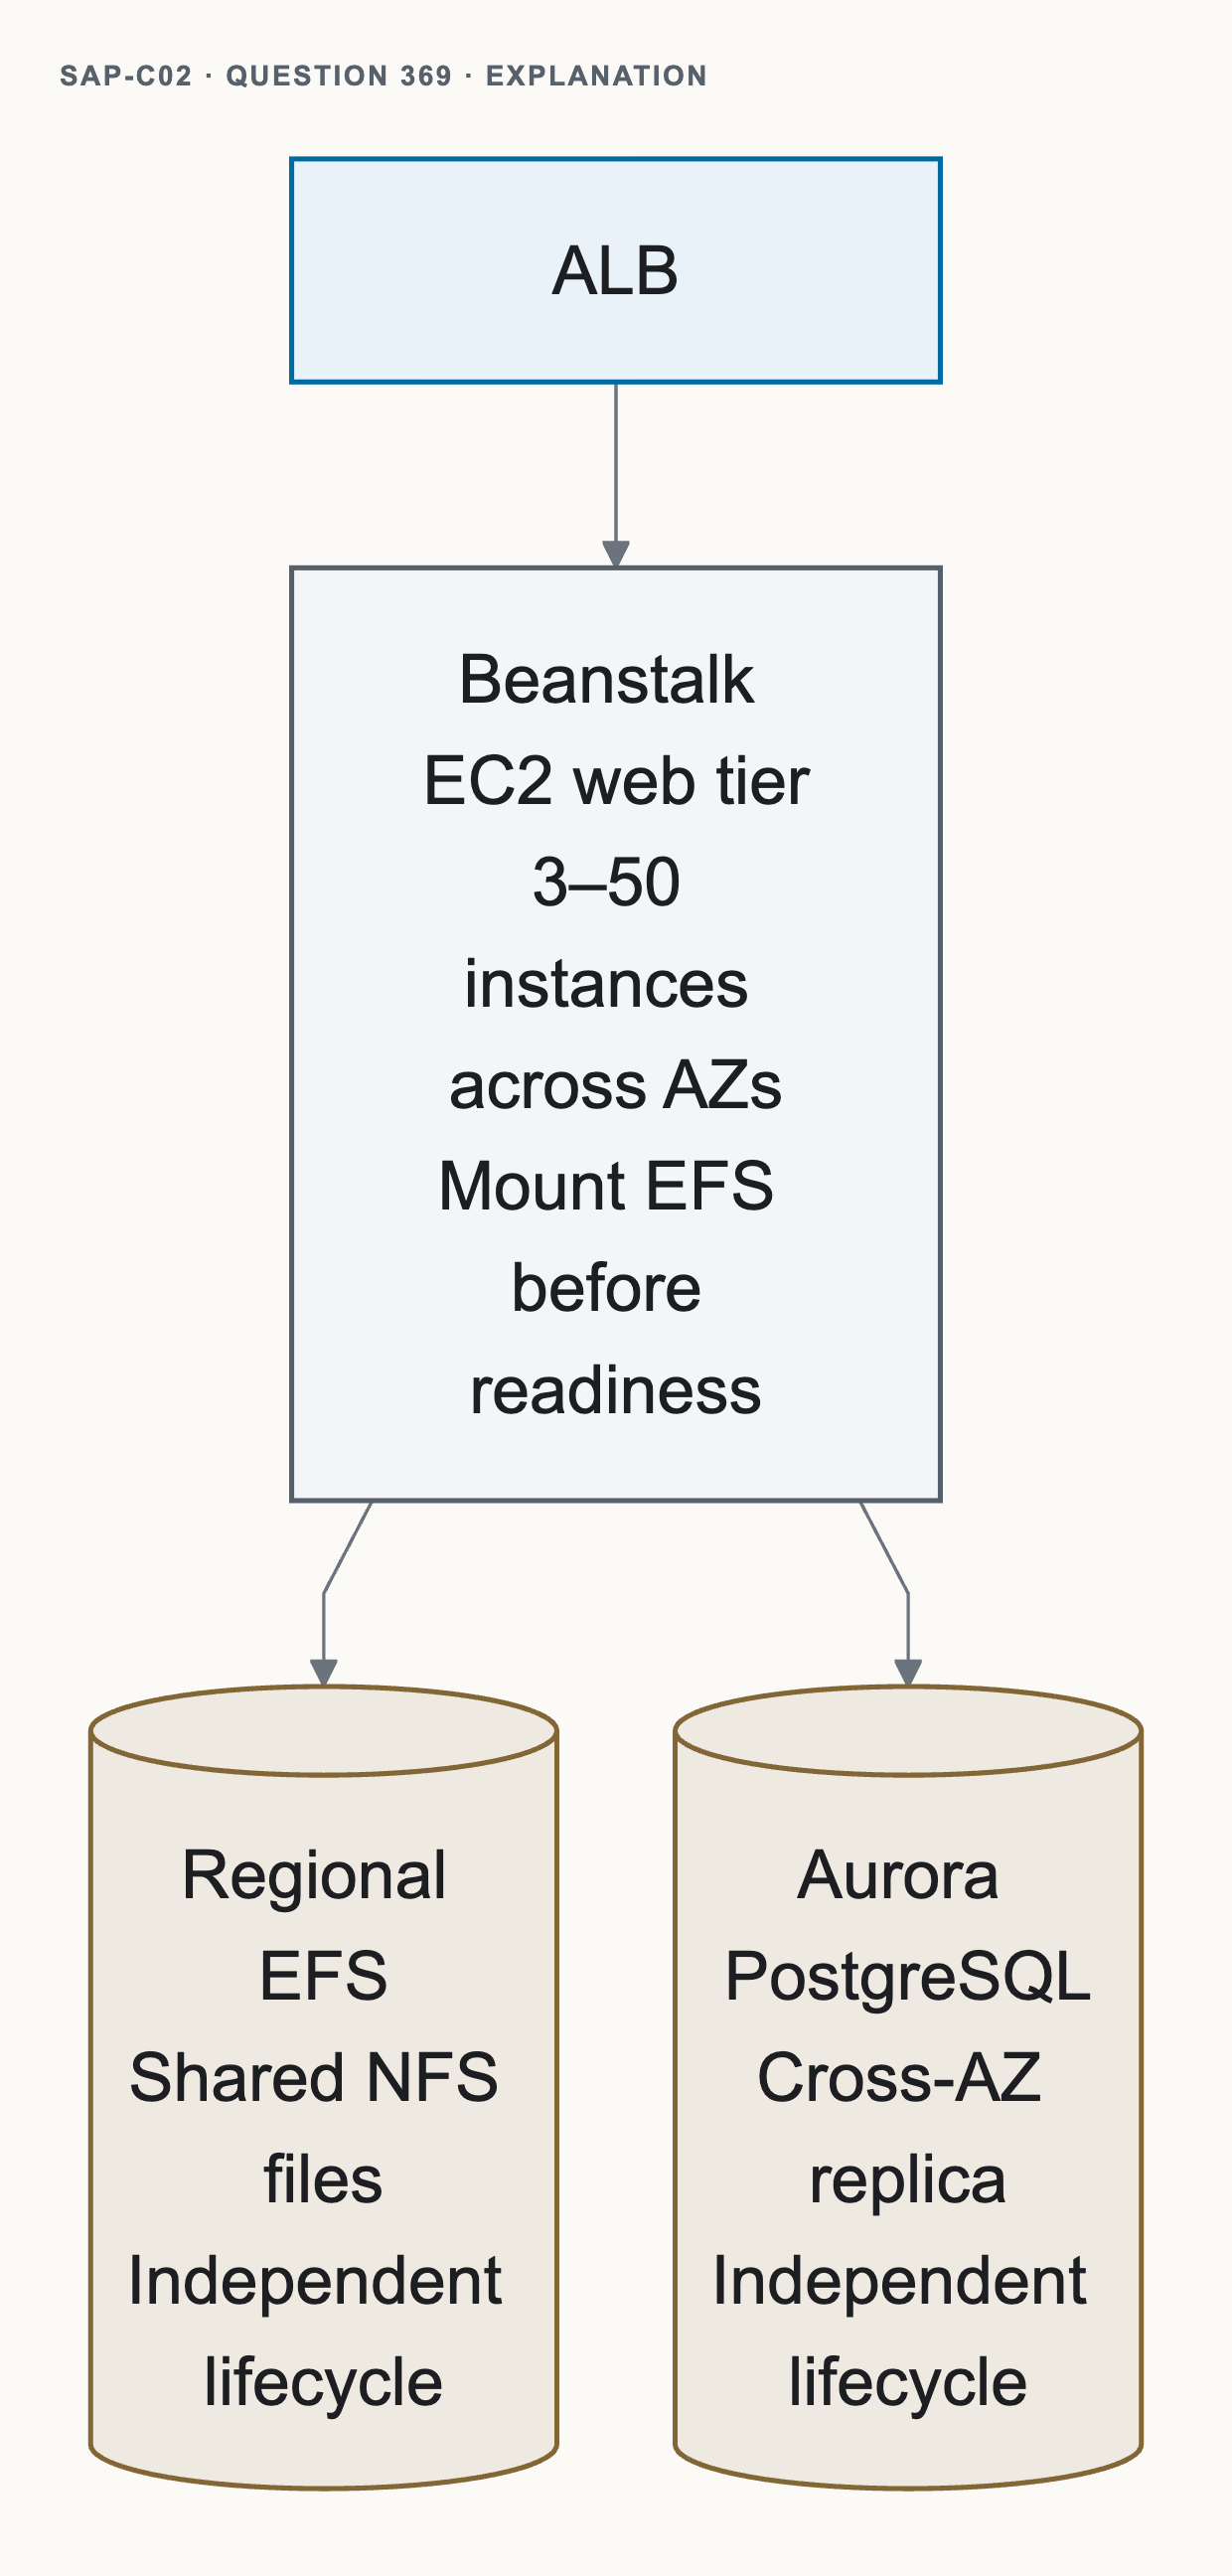 SAP-C02 · QUESTION 369 · EXPLANATION
ALB
Beanstalk
EC2 web tier
3–50
instances
across AZs
Mount EFS
before
readiness
Regional
EFS
Shared NFS
files
Independent
lifecycle
Aurora
PostgreSQL
Cross-AZ
replica
Independent
lifecycle